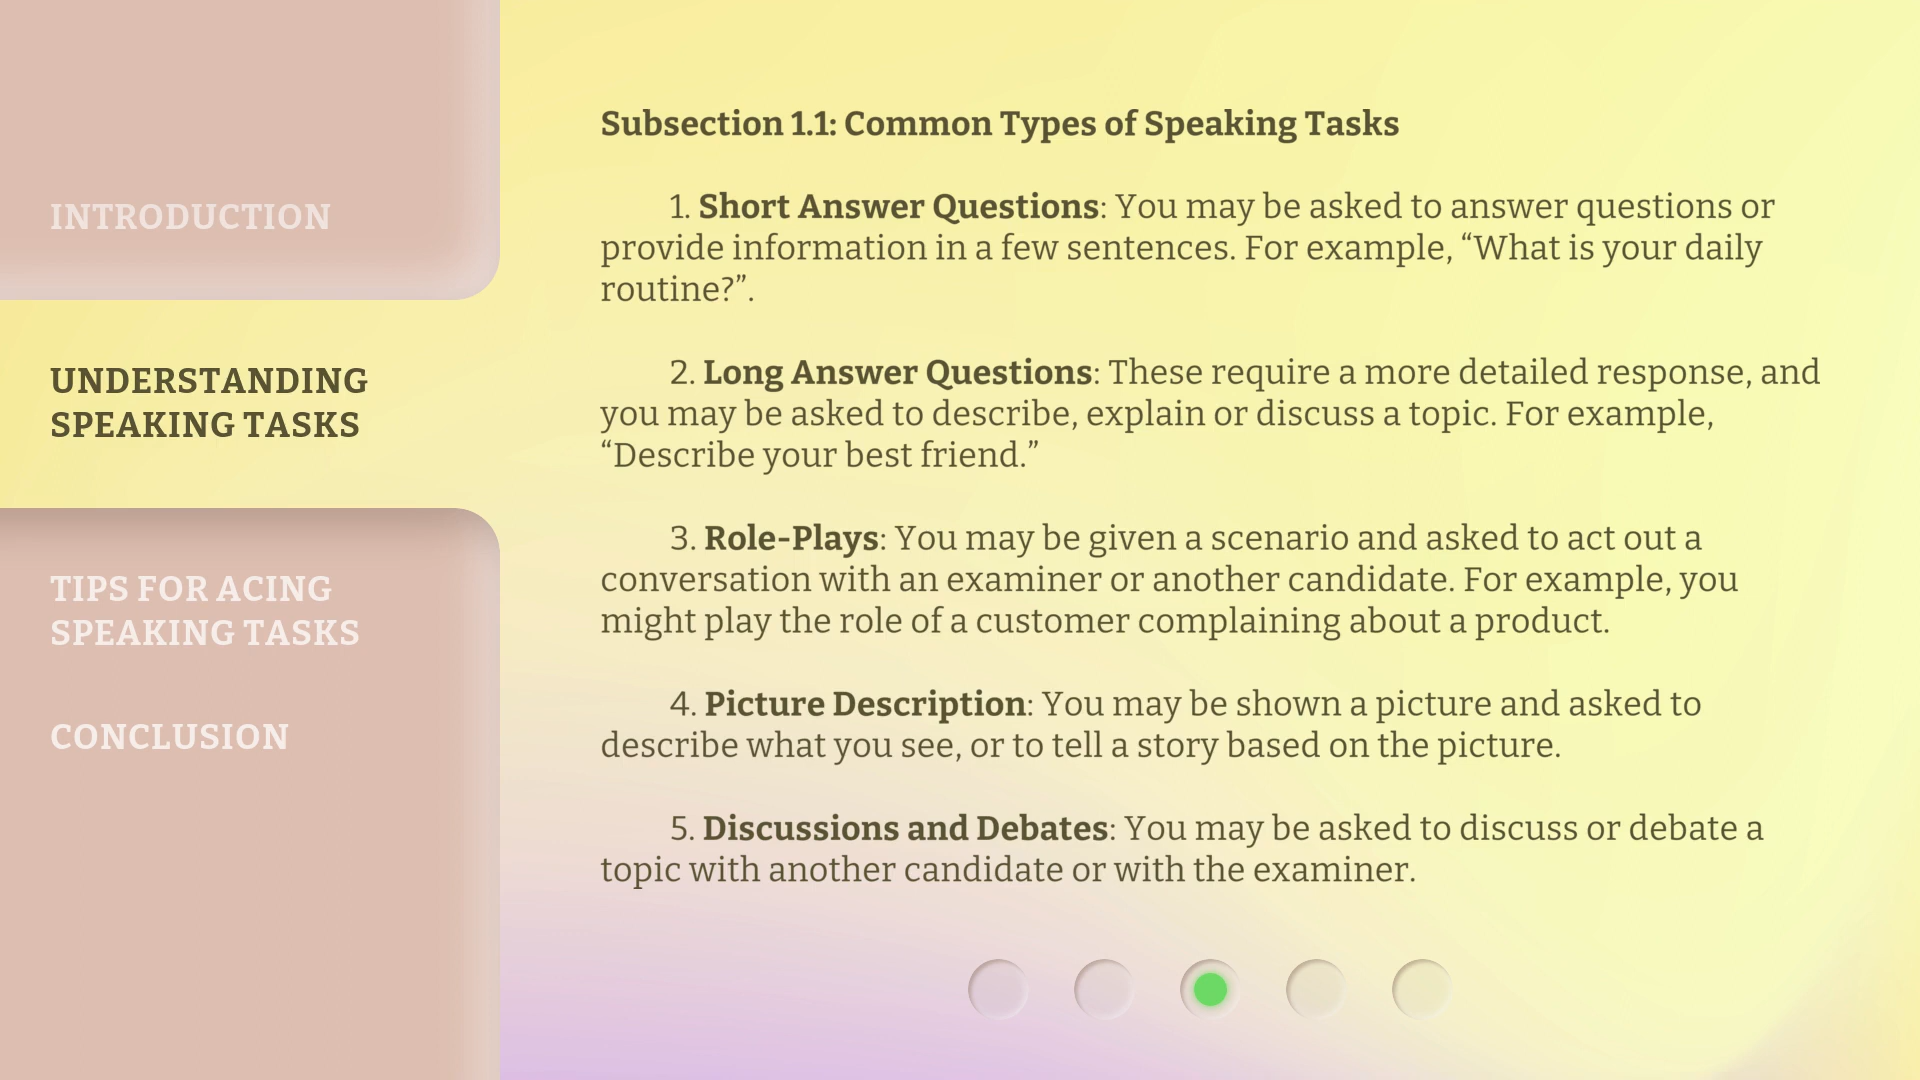 INTRODUCTION
UNDERSTANDING
SPEAKING TASKS
TIPS FOR ACING
SPEAKING TASKS
CONCLUSION
Subsection 1.1: Common Types of Speaking Tasks
1. Short Answer Questions: You may be asked to answer questions or
provide information in a few sentences. For example, “What is your daily
routine?”.
2. Long Answer Questions: These require a more detailed response, and
you may be asked to describe, explain or discuss a topic. For example,
“Describe your best friend.”
3. Role-Plays: You may be given a scenario and asked to act out a
conversation with an examiner or another candidate. For example, you
might play the role of a customer complaining about a product.
4. Picture Description: You may be shown a picture and asked to
describe what you see, or to tell a story based on the picture.
5. Discussions and Debates: You may be asked to discuss or debate a
topic with another candidate or with the examiner.